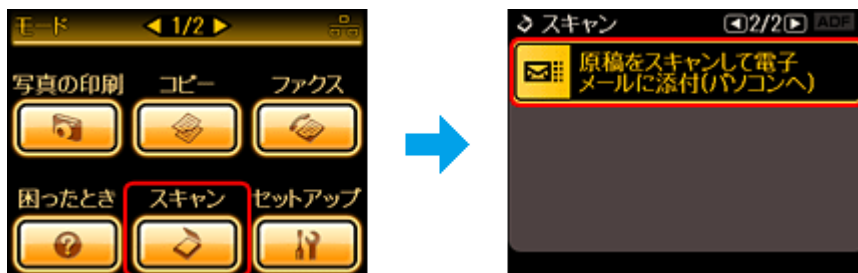 モード ◀ 1/2 ▶
写真の印刷 コピー ファクス
困ったとき スキャン セットアップ
スキャン ◀2/2▶ ADF
原稿をスキャンして電子
メールに添付(パソコンへ)